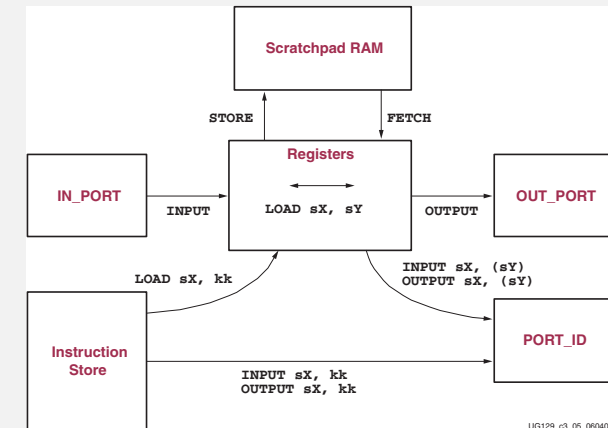 Scratchpad RAM
STORE
FETCH
Registers
IN_PORT
INPUT
LOAD sX, sY
OUTPUT
OUT_PORT
LOAD sX, kk
INPUT sX, (sY)
OUTPUT sX, (sY)
Instruction
Store
PORT_ID
INPUT sX, kk
OUTPUT sX, kk
UG129_c3_05_06040